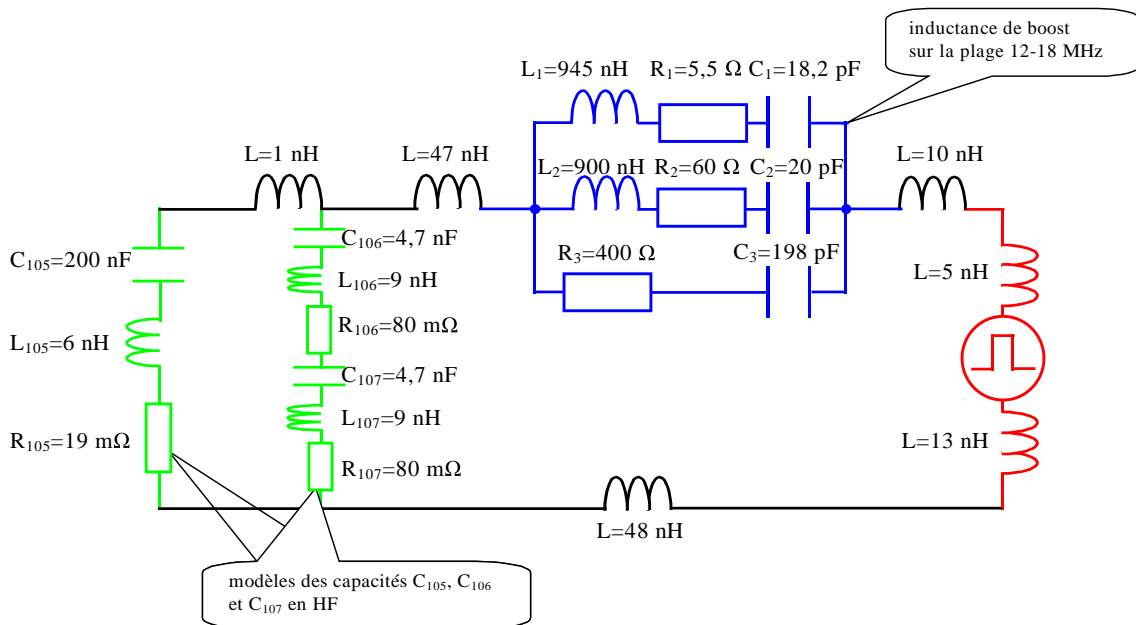 inductance de boost
sur la plage 12-18 MHz
L₁=945 nH R₁=5,5 Ω C₁=18,2 pF
L=1 nH L=47 nH L₂=900 nH R₂=60 Ω C₂=20 pF L=10 nH
C₁₀₆=4,7 nF R₃=400 Ω C₃=198 pF
C₁₀₅=200 nF L₁₀₆=9 nH L=5 nH
R₁₀₆=80 mΩ
L₁₀₅=6 nH
C₁₀₇=4,7 nF
L₁₀₇=9 nH
R₁₀₅=19 mΩ L=13 nH
R₁₀₇=80 mΩ
L=48 nH
modèles des capacités C₁₀₅, C₁₀₆
et C₁₀₇ en HF